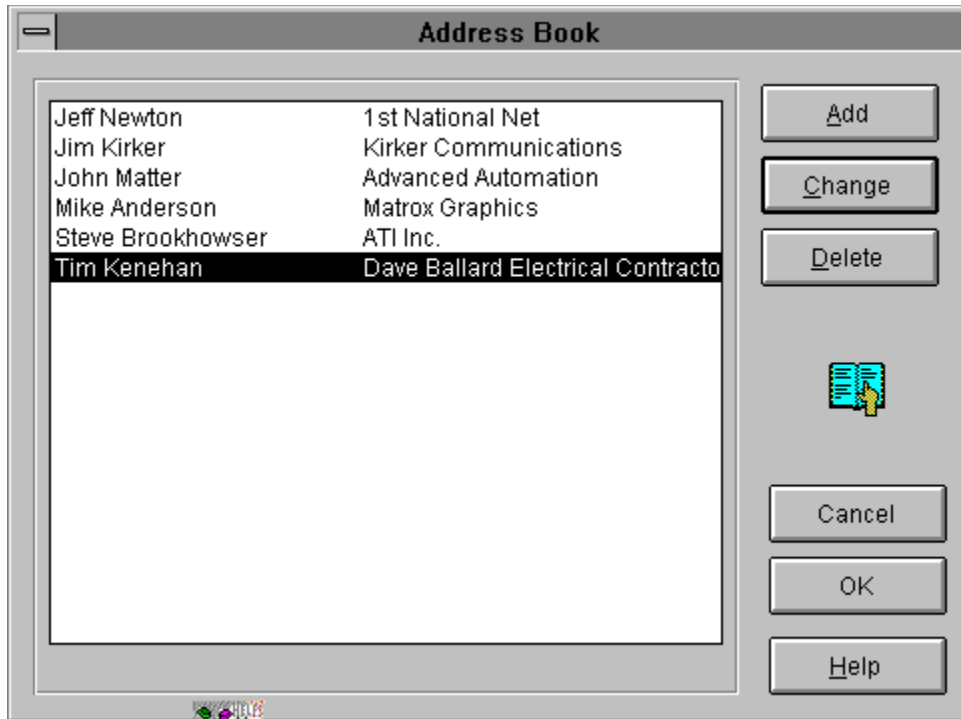 Address Book
Jeff Newton 1st National Net
Jim Kirker Kirker Communications
John Matter Advanced Automation
Mike Anderson Matrox Graphics
Steve Brookhowser ATI Inc.
Tim Kenehan Dave Ballard Electrical Contracto
Add
Change
Delete
Cancel
OK
Help